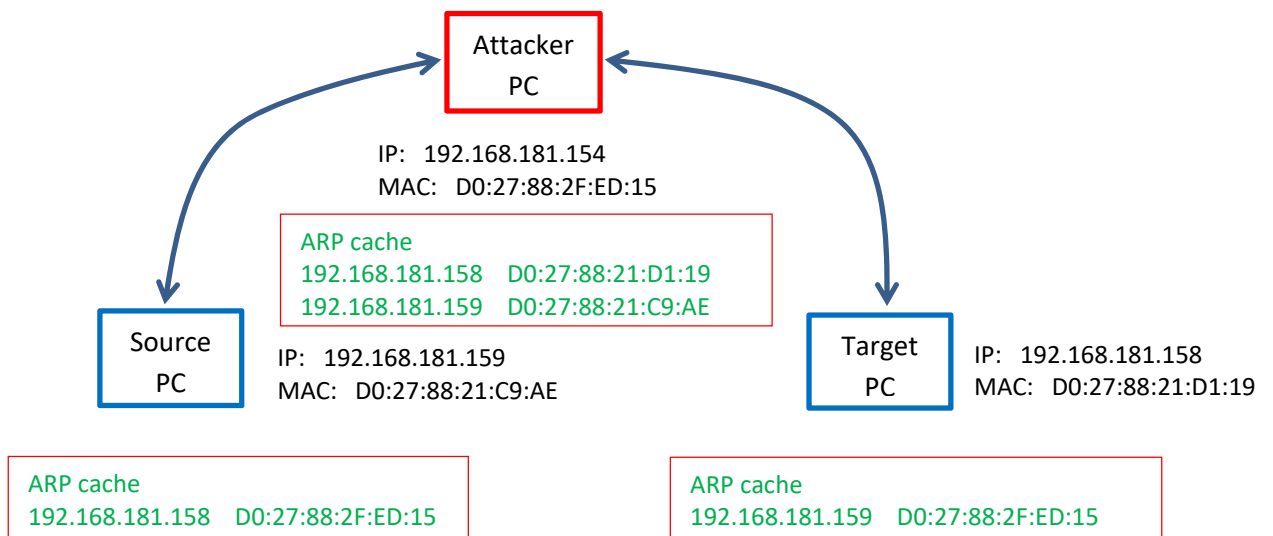 Attacker
PC
IP: 192.168.181.154
MAC: D0:27:88:2F:ED:15
ARP cache
192.168.181.158 D0:27:88:21:D1:19
192.168.181.159 D0:27:88:21:C9:AE
Source
PC
IP: 192.168.181.159
MAC: D0:27:88:21:C9:AE
Target
PC
IP: 192.168.181.158
MAC: D0:27:88:21:D1:19
ARP cache
192.168.181.158 D0:27:88:2F:ED:15
ARP cache
192.168.181.159 D0:27:88:2F:ED:15